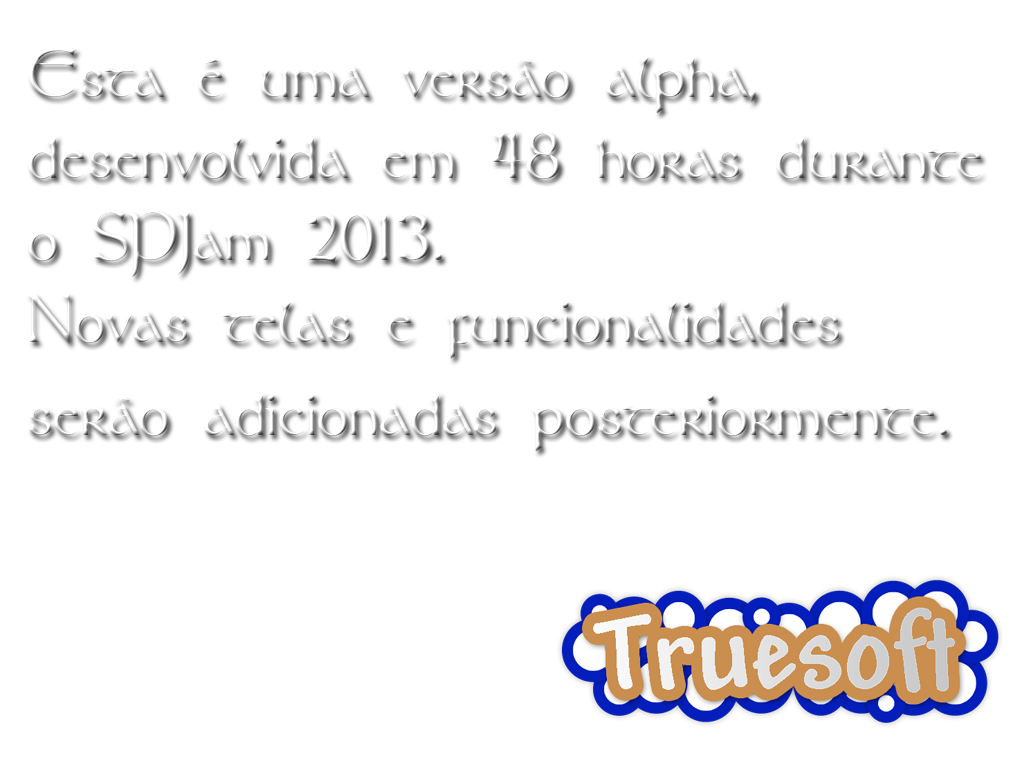 Esta é uma versão alpha,
desenvolvida em 48 horas durante
o SPJam 2013.
Novas telas e funcionalidades
serão adicionadas posteriormente.
Truesoft